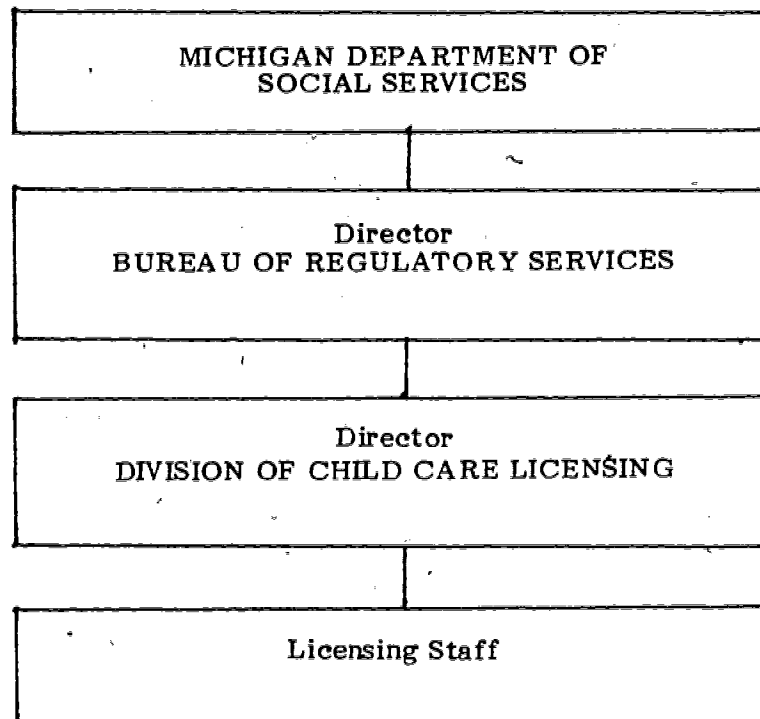 MICHIGAN DEPARTMENT OF
SOCIAL SERVICES
Director
BUREAU OF REGULATORY SERVICES
Director
DIVISION OF CHILD CARE LICENSING
Licensing Staff